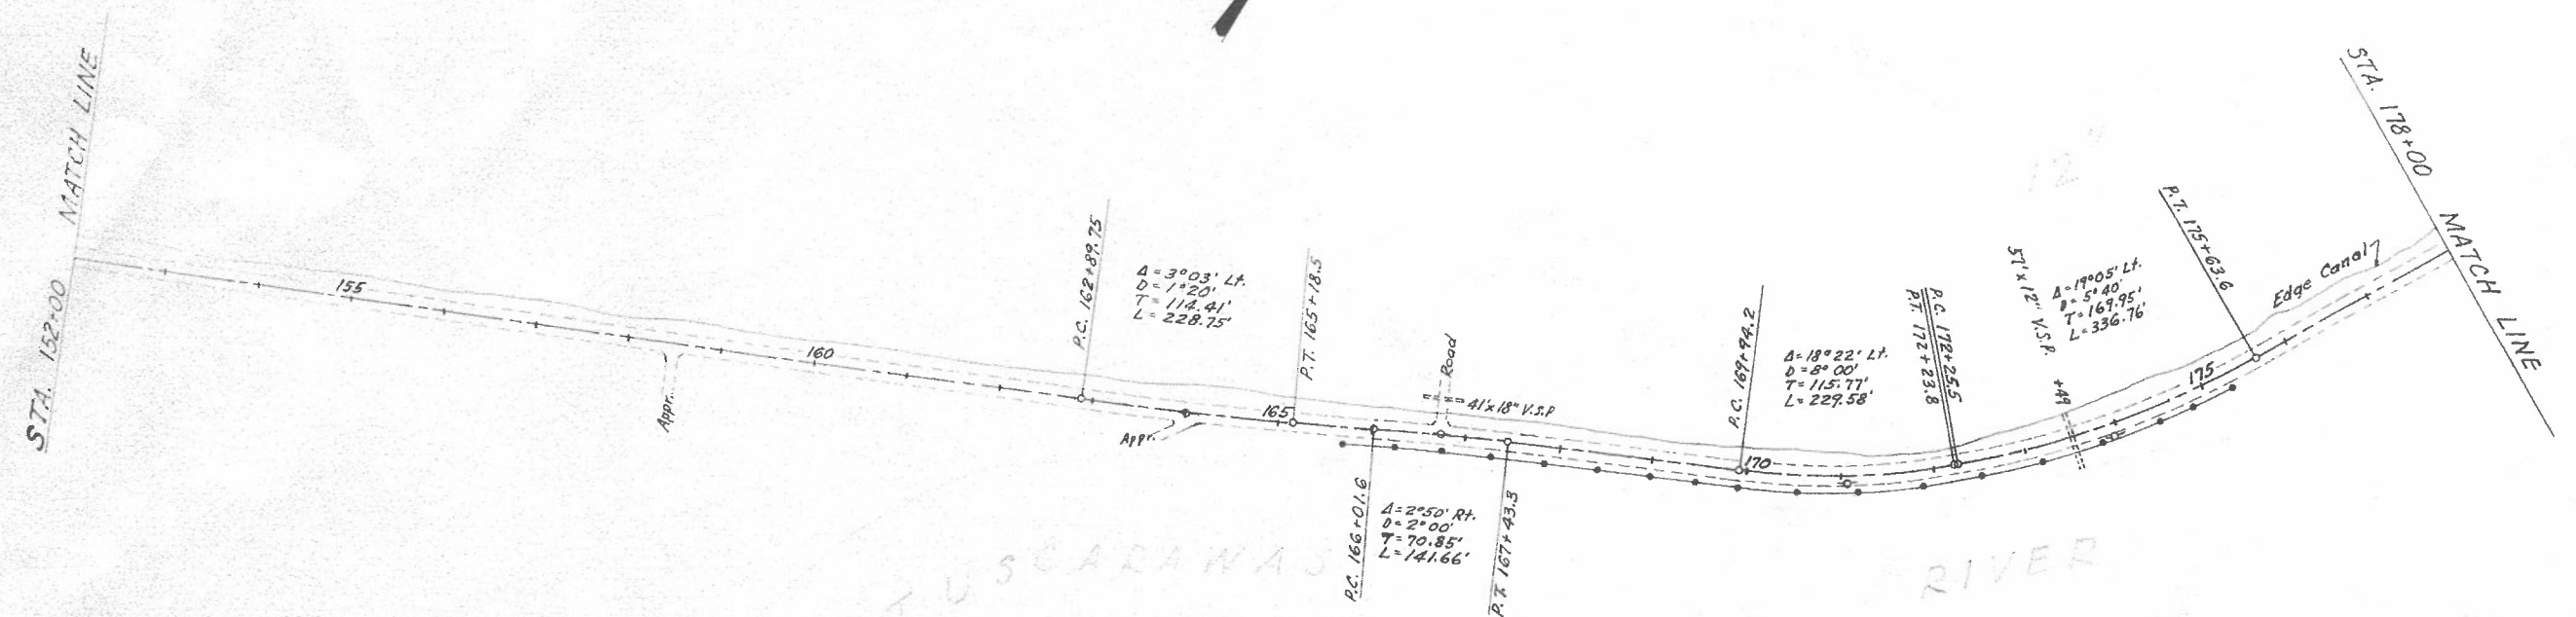 STA. 152+00 MATCH LINE
155
Appr.
160
P.C. 162+89.75
Δ = 3°03' Lt.
D = 1°20'
T = 114.41'
L = 228.75'
Appr.
165
P.T. 165+18.5
P.C. 166+01.6
Δ = 2°50' Rt.
D = 2°00'
T = 70.85'
L = 141.66'
Road
41'x18" V.S.P.
P.T. 167+43.3
P.C. 169+94.2
170
Δ = 18°22' Lt.
D = 8°00'
T = 115.77'
L = 229.58'
P.T. 172+23.8
P.C. 172+25.5
57'x12" V.S.P.
+49
Δ = 19°05' Lt.
D = 5°40'
T = 169.95'
L = 336.76'
12"
175
P.T. 175+63.6
Edge Canal
STA. 178+00 MATCH LINE
TUSCARAWAS RIVER